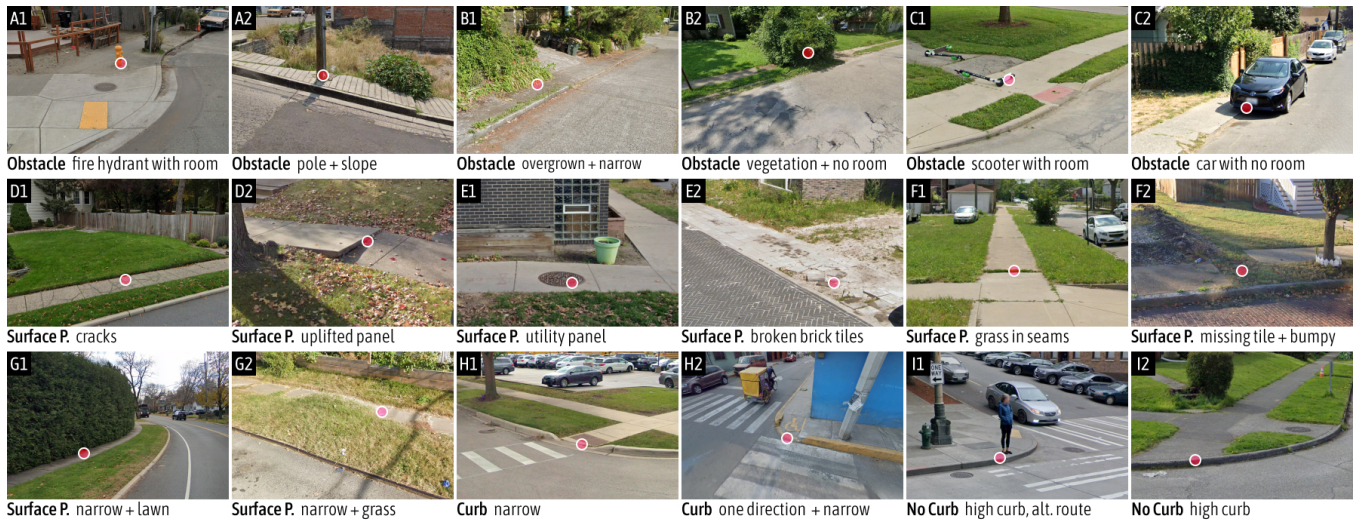 A1
A2
B1
B2
C1
C2
Obstacle fire hydrant with room
Obstacle pole + slope
Obstacle overgrown + narrow
Obstacle vegetation + no room
Obstacle scooter with room
Obstacle car with no room
D1
D2
E1
E2
F1
F2
Surface P. cracks
Surface P. uplifted panel
Surface P. utility panel
Surface P. broken brick tiles
Surface P. grass in seams
Surface P. missing tile + bumpy
G1
G2
H1
H2
I1
I2
ONE
WAY
Surface P. narrow + lawn
Surface P. narrow + grass
Curb narrow
Curb one direction + narrow
No Curb high curb, alt. route
No Curb high curb